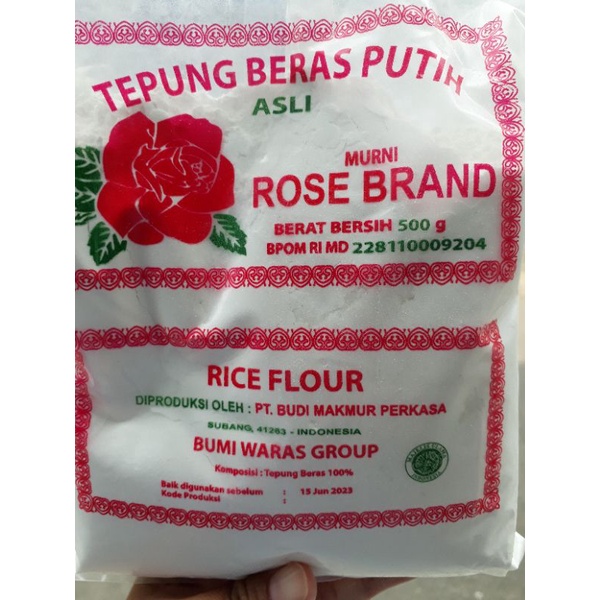 TEPUNG BERAS PUTIH
ASLI
MURNI
ROSE BRAND
BERAT BERSIH 500 g
BPOM RI MD 228110009204
RICE FLOUR
DIPRODUKSI OLEH : PT. BUDI MAKMUR PERKASA
SUBANG, 41263 - INDONESIA
BUMI WARAS GROUP
Komposisi : Tepung Beras 100%
Baik digunakan sebelum : 15 Jun 2023
Kode Produksi :